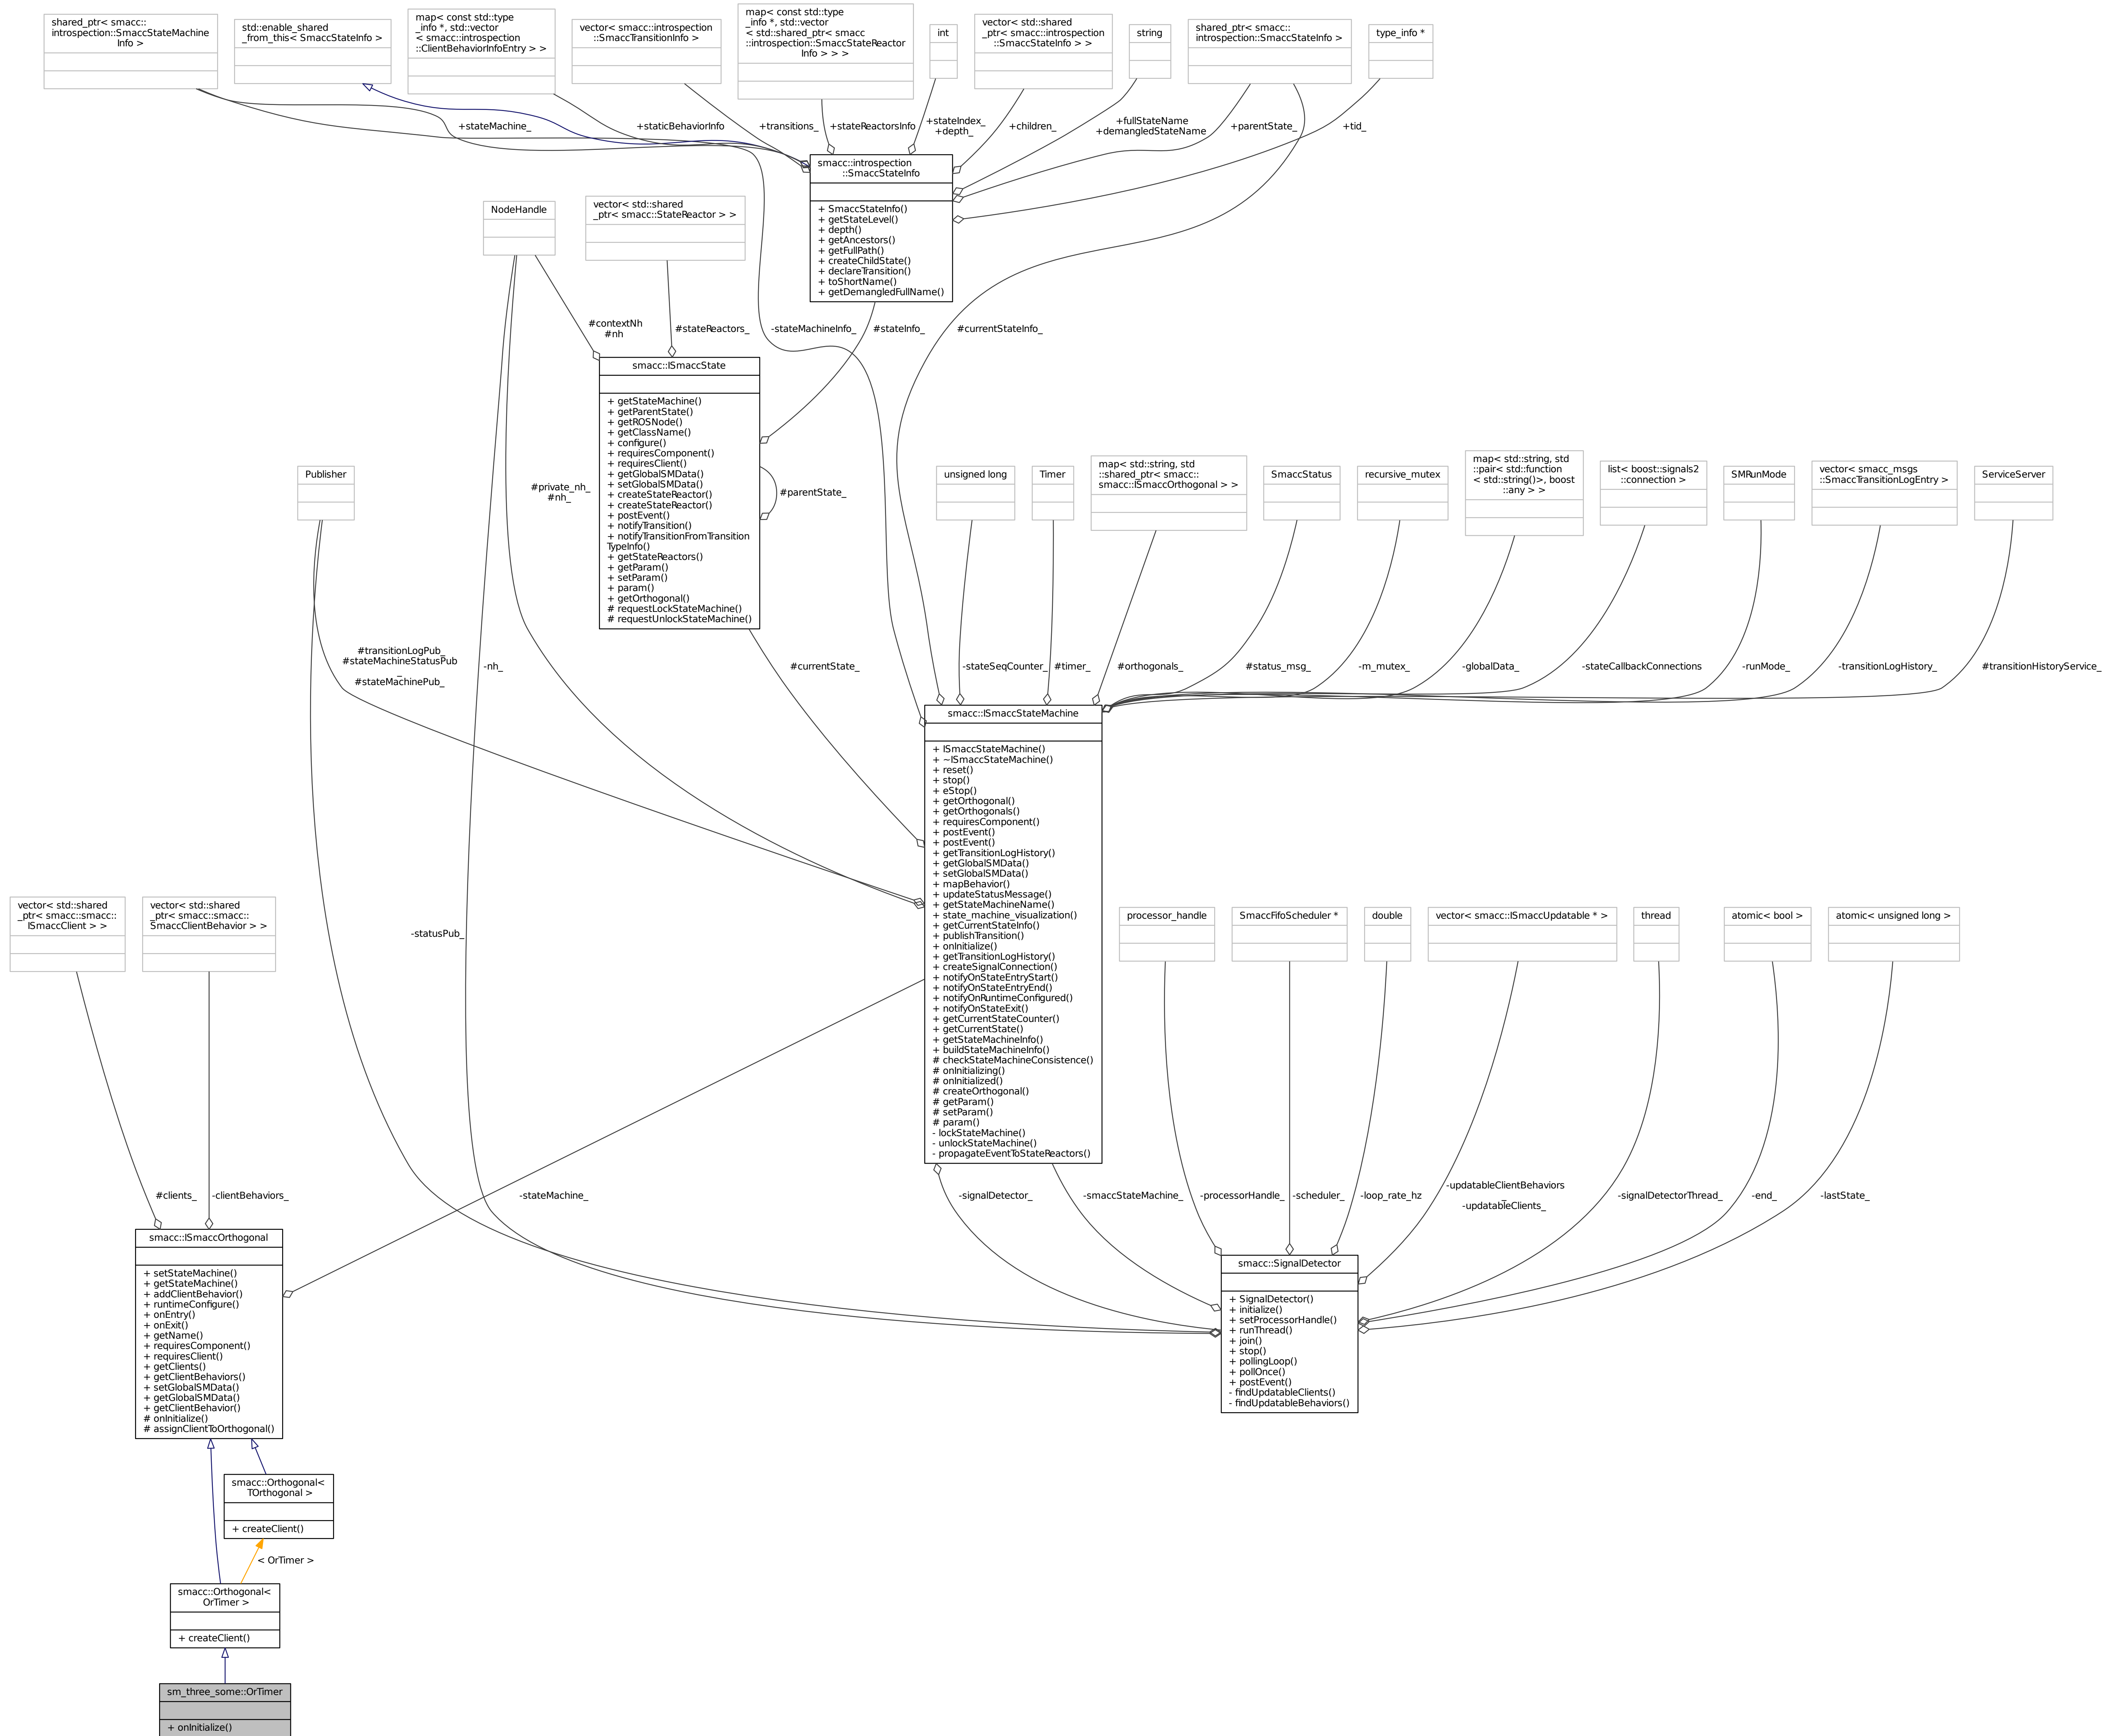 shared_ptr< smacc::
introspection::SmaccStateMachine
Info >
std::enable_shared
_from_this< SmaccStateInfo >
map< const std::type
_info *, std::vector
< smacc::introspection
::ClientBehaviorInfoEntry > >
vector< smacc::introspection
::SmaccTransitionInfo >
map< const std::type
_info *, std::vector
< std::shared_ptr< smacc
::introspection::SmaccStateReactor
Info > > >
int
vector< std::shared
_ptr< smacc::introspection
::SmaccStateInfo > >
string
shared_ptr< smacc::
introspection::SmaccStateInfo >
type_info *
+stateMachine_
+staticBehaviorInfo
+transitions_
+stateReactorsInfo
+stateIndex_
+depth_
+children_
+fullStateName
+demangledStateName
+parentState_
+tid_
smacc::introspection
::SmaccStateInfo
+ SmaccStateInfo()
+ getStateLevel()
+ depth()
+ getAncestors()
+ getFullPath()
+ createChildState()
+ declareTransition()
+ toShortName()
+ getDemangledFullName()
NodeHandle
vector< std::shared
_ptr< smacc::StateReactor > >
#contextNh
#nh
#stateReactors_
-stateMachineInfo_
#stateInfo_
#currentStateInfo_
smacc::ISmaccState
+ getStateMachine()
+ getParentState()
+ getROSNode()
+ getClassName()
+ configure()
+ requiresComponent()
+ requiresClient()
+ getGlobalSMData()
+ setGlobalSMData()
+ createStateReactor()
+ createStateReactor()
+ postEvent()
+ notifyTransition()
+ notifyTransitionFromTransition
TypeInfo()
+ getStateReactors()
+ getParam()
+ setParam()
+ param()
+ getOrthogonal()
# requestLockStateMachine()
# requestUnlockStateMachine()
#parentState_
#private_nh_
#nh_
Publisher
unsigned long
Timer
map< std::string, std
::shared_ptr< smacc::
smacc::ISmaccOrthogonal > >
SmaccStatus
recursive_mutex
map< std::string, std
::pair< std::function
< std::string()>, boost
::any > >
list< boost::signals2
::connection >
SMRunMode
vector< smacc_msgs
::SmaccTransitionLogEntry >
ServiceServer
#transitionLogPub_
#stateMachineStatusPub
_
#stateMachinePub_
-nh_
#currentState_
-stateSeqCounter_
#timer_
#orthogonals_
#status_msg_
-m_mutex_
-globalData_
-stateCallbackConnections
-runMode_
-transitionLogHistory_
#transitionHistoryService_
smacc::ISmaccStateMachine
+ ISmaccStateMachine()
+ ~ISmaccStateMachine()
+ reset()
+ stop()
+ eStop()
+ getOrthogonal()
+ getOrthogonals()
+ requiresComponent()
+ postEvent()
+ postEvent()
+ getTransitionLogHistory()
+ getGlobalSMData()
+ setGlobalSMData()
+ mapBehavior()
+ updateStatusMessage()
+ getStateMachineName()
+ state_machine_visualization()
+ getCurrentStateInfo()
+ publishTransition()
+ onInitialize()
+ getTransitionLogHistory()
+ createSignalConnection()
+ notifyOnStateEntryStart()
+ notifyOnStateEntryEnd()
+ notifyOnRuntimeConfigured()
+ notifyOnStateExit()
+ getCurrentStateCounter()
+ getCurrentState()
+ getStateMachineInfo()
+ buildStateMachineInfo()
# checkStateMachineConsistence()
# onInitializing()
# onInitialized()
# createOrthogonal()
# getParam()
# setParam()
# param()
- lockStateMachine()
- unlockStateMachine()
- propagateEventToStateReactors()
-statusPub_
vector< std::shared
_ptr< smacc::smacc::
ISmaccClient > >
vector< std::shared
_ptr< smacc::smacc::
SmaccClientBehavior > >
processor_handle
SmaccFifoScheduler *
double
vector< smacc::ISmaccUpdatable * >
thread
atomic< bool >
atomic< unsigned long >
#clients_
-clientBehaviors_
-stateMachine_
-signalDetector_
-smaccStateMachine_
-processorHandle_
-scheduler_
-loop_rate_hz
-updatableClientBehaviors
_
-updatableClients_
-signalDetectorThread_
-end_
-lastState_
smacc::ISmaccOrthogonal
+ setStateMachine()
+ getStateMachine()
+ addClientBehavior()
+ runtimeConfigure()
+ onEntry()
+ onExit()
+ getName()
+ requiresComponent()
+ requiresClient()
+ getClients()
+ getClientBehaviors()
+ setGlobalSMData()
+ getGlobalSMData()
+ getClientBehavior()
# onInitialize()
# assignClientToOrthogonal()
smacc::SignalDetector
+ SignalDetector()
+ initialize()
+ setProcessorHandle()
+ runThread()
+ join()
+ stop()
+ pollingLoop()
+ pollOnce()
+ postEvent()
- findUpdatableClients()
- findUpdatableBehaviors()
smacc::Orthogonal<
TOrthogonal >
+ createClient()
< OrTimer >
smacc::Orthogonal<
OrTimer >
+ createClient()
sm_three_some::OrTimer
+ onInitialize()